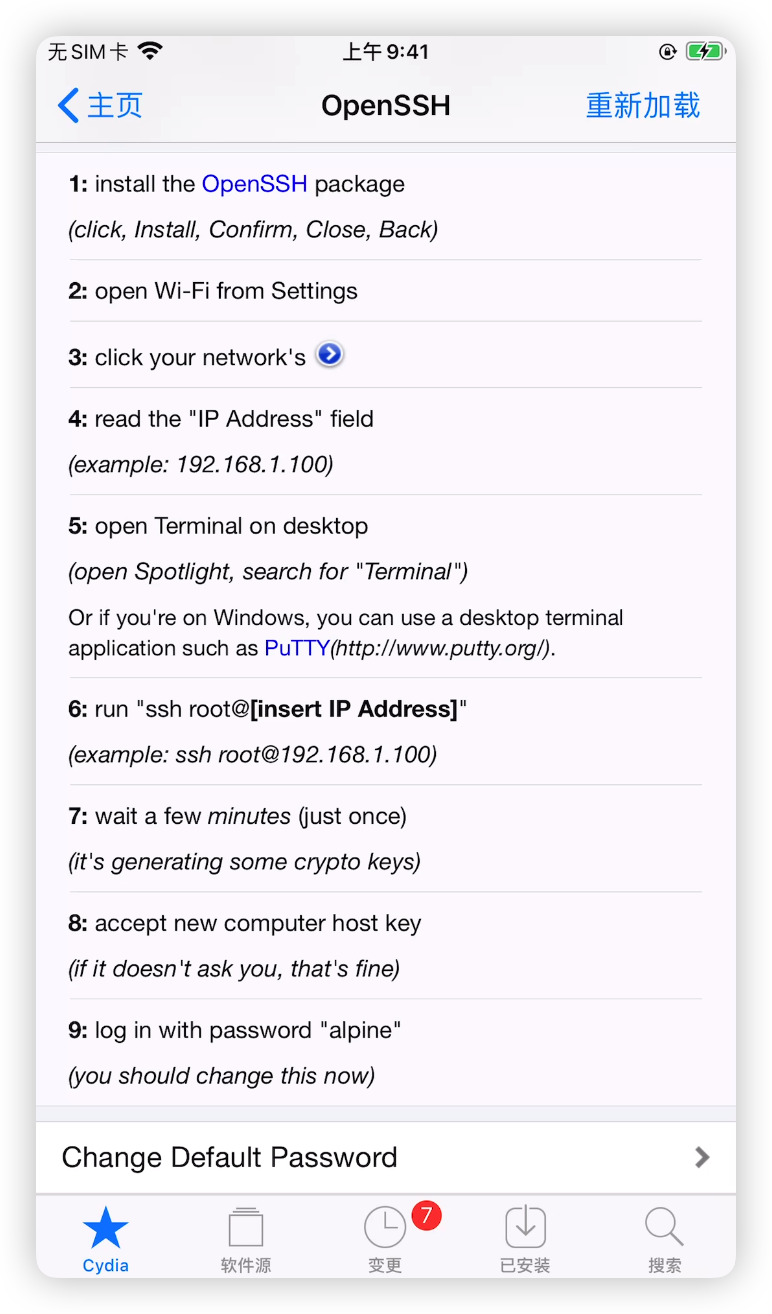 无 SIM 卡 上午 9:41
主页 OpenSSH 重新加载
1: install the OpenSSH package
(click, Install, Confirm, Close, Back)
2: open Wi-Fi from Settings
3: click your network's
4: read the "IP Address" field
(example: 192.168.1.100)
5: open Terminal on desktop
(open Spotlight, search for "Terminal")
Or if you're on Windows, you can use a desktop terminal
application such as PuTTY(http://www.putty.org/).
6: run "ssh root@[insert IP Address]"
(example: ssh root@192.168.1.100)
7: wait a few minutes (just once)
(it's generating some crypto keys)
8: accept new computer host key
(if it doesn't ask you, that's fine)
9: log in with password "alpine"
(you should change this now)
Change Default Password
7
Cydia 软件源 变更 已安装 搜索